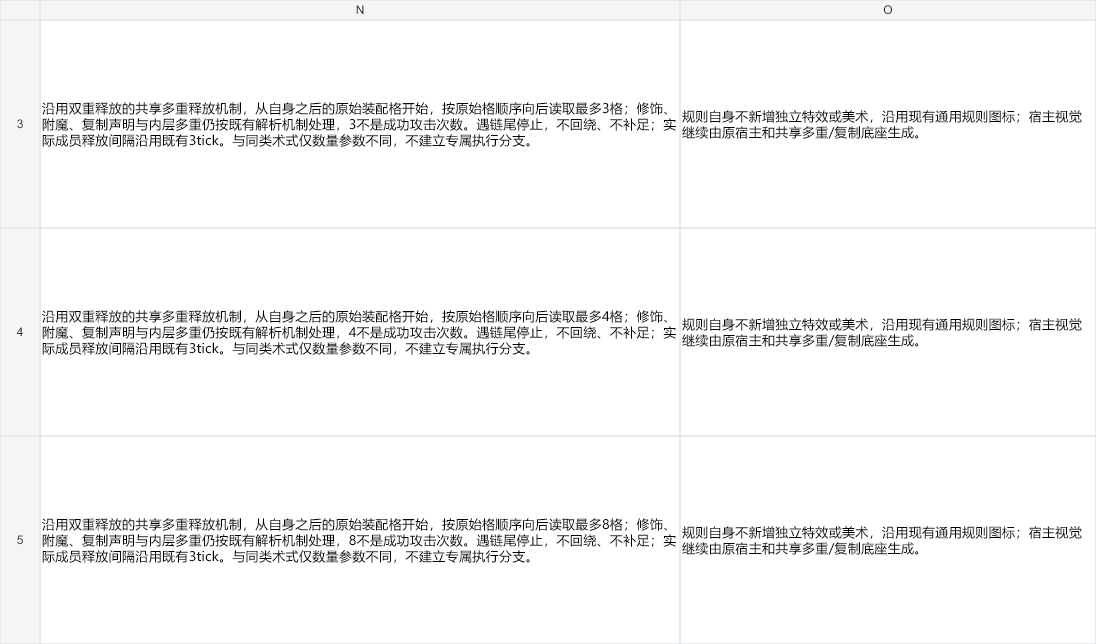 N
O
3
沿用双重释放的共享多重释放机制，从自身之后的原始装配格开始，按原始格顺序向后读取最多3格；修饰、
附魔、复制声明与内层多重仍按既有解析机制处理，3不是成功攻击次数。遇链尾停止，不回绕、不补足；实
际成员释放间隔沿用既有3tick。与同类术式仅数量参数不同，不建立专属执行分支。
规则自身不新增独立特效或美术，沿用现有通用规则图标；宿主视觉
继续由原宿主和共享多重/复制底座生成。
4
沿用双重释放的共享多重释放机制，从自身之后的原始装配格开始，按原始格顺序向后读取最多4格；修饰、
附魔、复制声明与内层多重仍按既有解析机制处理，4不是成功攻击次数。遇链尾停止，不回绕、不补足；实
际成员释放间隔沿用既有3tick。与同类术式仅数量参数不同，不建立专属执行分支。
规则自身不新增独立特效或美术，沿用现有通用规则图标；宿主视觉
继续由原宿主和共享多重/复制底座生成。
5
沿用双重释放的共享多重释放机制，从自身之后的原始装配格开始，按原始格顺序向后读取最多8格；修饰、
附魔、复制声明与内层多重仍按既有解析机制处理，8不是成功攻击次数。遇链尾停止，不回绕、不补足；实
际成员释放间隔沿用既有3tick。与同类术式仅数量参数不同，不建立专属执行分支。
规则自身不新增独立特效或美术，沿用现有通用规则图标；宿主视觉
继续由原宿主和共享多重/复制底座生成。